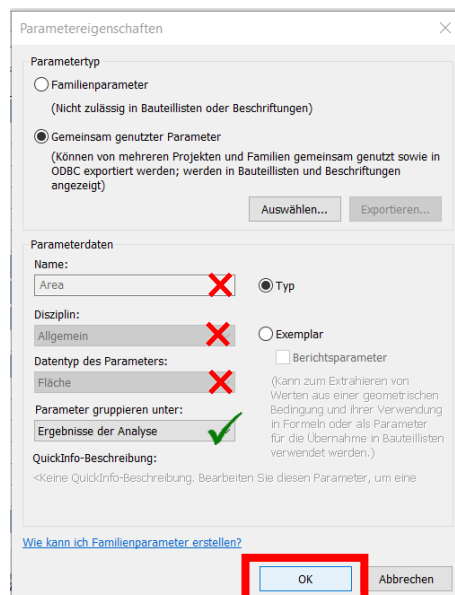 Parametereigenschaften
Parametertyp
Familienparameter
(Nicht zulässig in Bauteillisten oder Beschriftungen)
Gemeinsam genutzter Parameter
(Können von mehreren Projekten und Familien gemeinsam genutzt sowie in
ODBC exportiert werden; werden in Bauteillisten und Beschriftungen
angezeigt)
Auswählen... Exportieren...
Parameterdaten
Name:
Area
Typ
Disziplin:
Allgemein
Exemplar
Datentyp des Parameters:
Berichtsparameter
Fläche
(Kann zum Extrahieren von
Werten aus einer geometrischen
Bedingung und ihrer Verwendung
in Formeln oder als Parameter
für die Übernahme in Bauteillisten
verwendet werden.)
Parameter gruppieren unter:
Ergebnisse der Analyse
QuickInfo-Beschreibung:
<Keine QuickInfo-Beschreibung. Bearbeiten Sie diesen Parameter, um eine
Wie kann ich Familienparameter erstellen?
OK Abbrechen